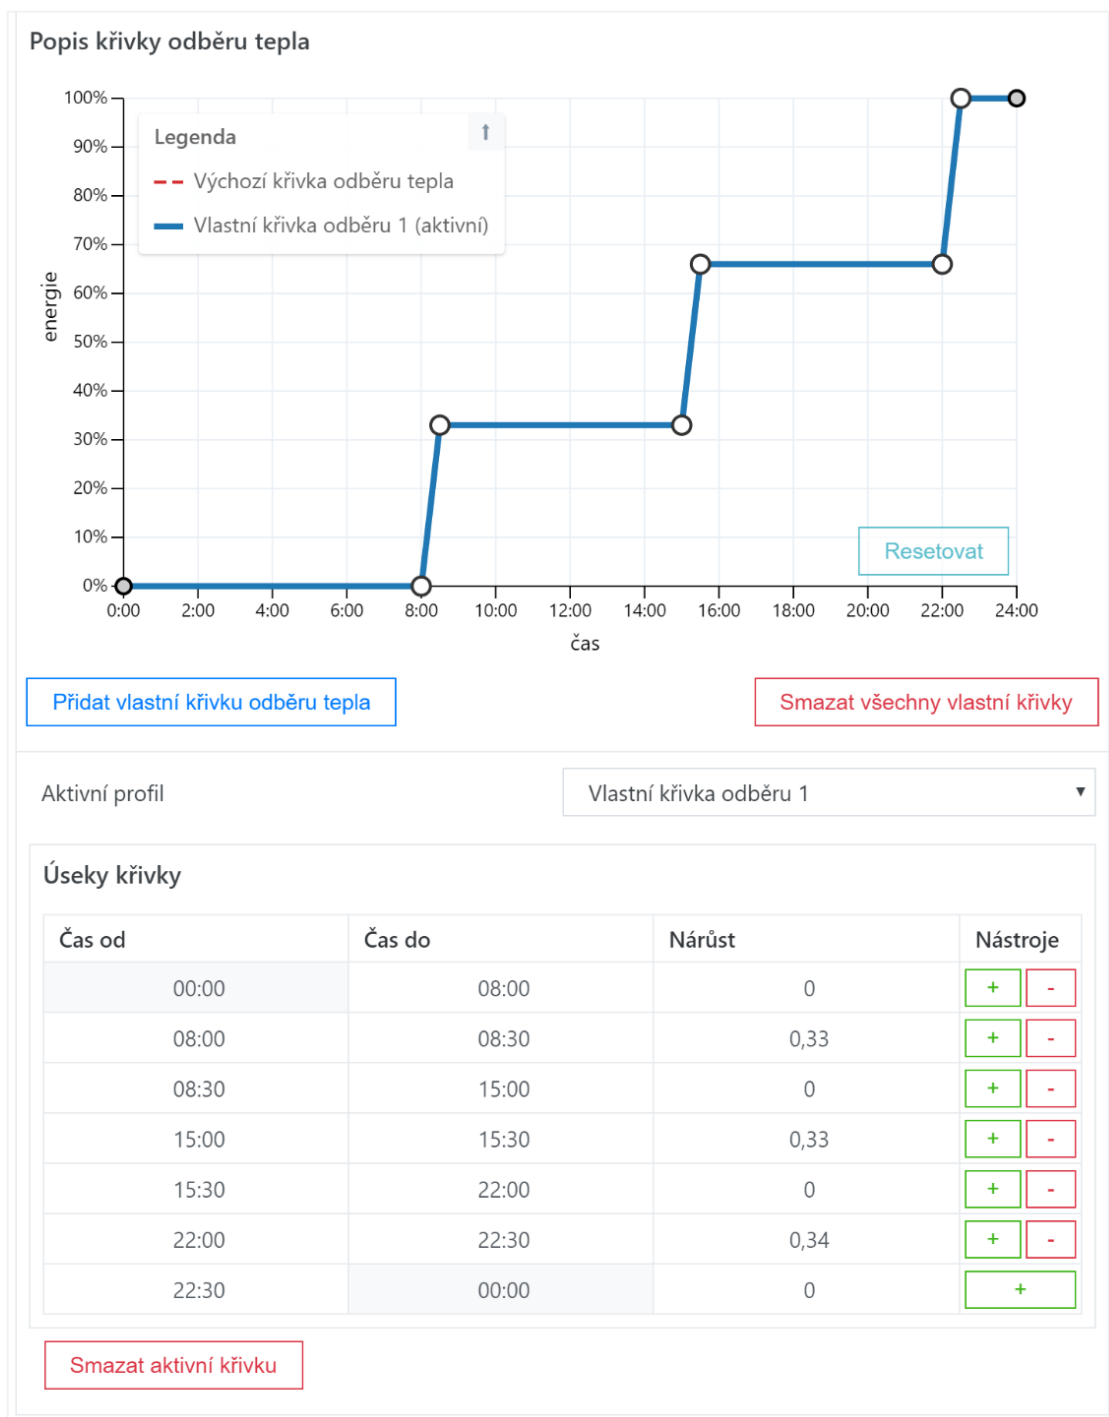 Popis křivky odběru tepla
100%
90%
80%
70%
60%
50%
40%
30%
20%
10%
0%
energie
Legenda
Výchozí křivka odběru tepla
Vlastní křivka odběru 1 (aktivní)
Resetovat
0:00 2:00 4:00 6:00 8:00 10:00 12:00 14:00 16:00 18:00 20:00 22:00 24:00
čas
Přidat vlastní křivku odběru tepla Smazat všechny vlastní křivky
Aktivní profil Vlastní křivka odběru 1
Úseky křivky
Čas od Čas do Nárůst Nástroje
00:00 08:00 0 + -
08:00 08:30 0,33 + -
08:30 15:00 0 + -
15:00 15:30 0,33 + -
15:30 22:00 0 + -
22:00 22:30 0,34 + -
22:30 00:00 0 +
Smazat aktivní křivku